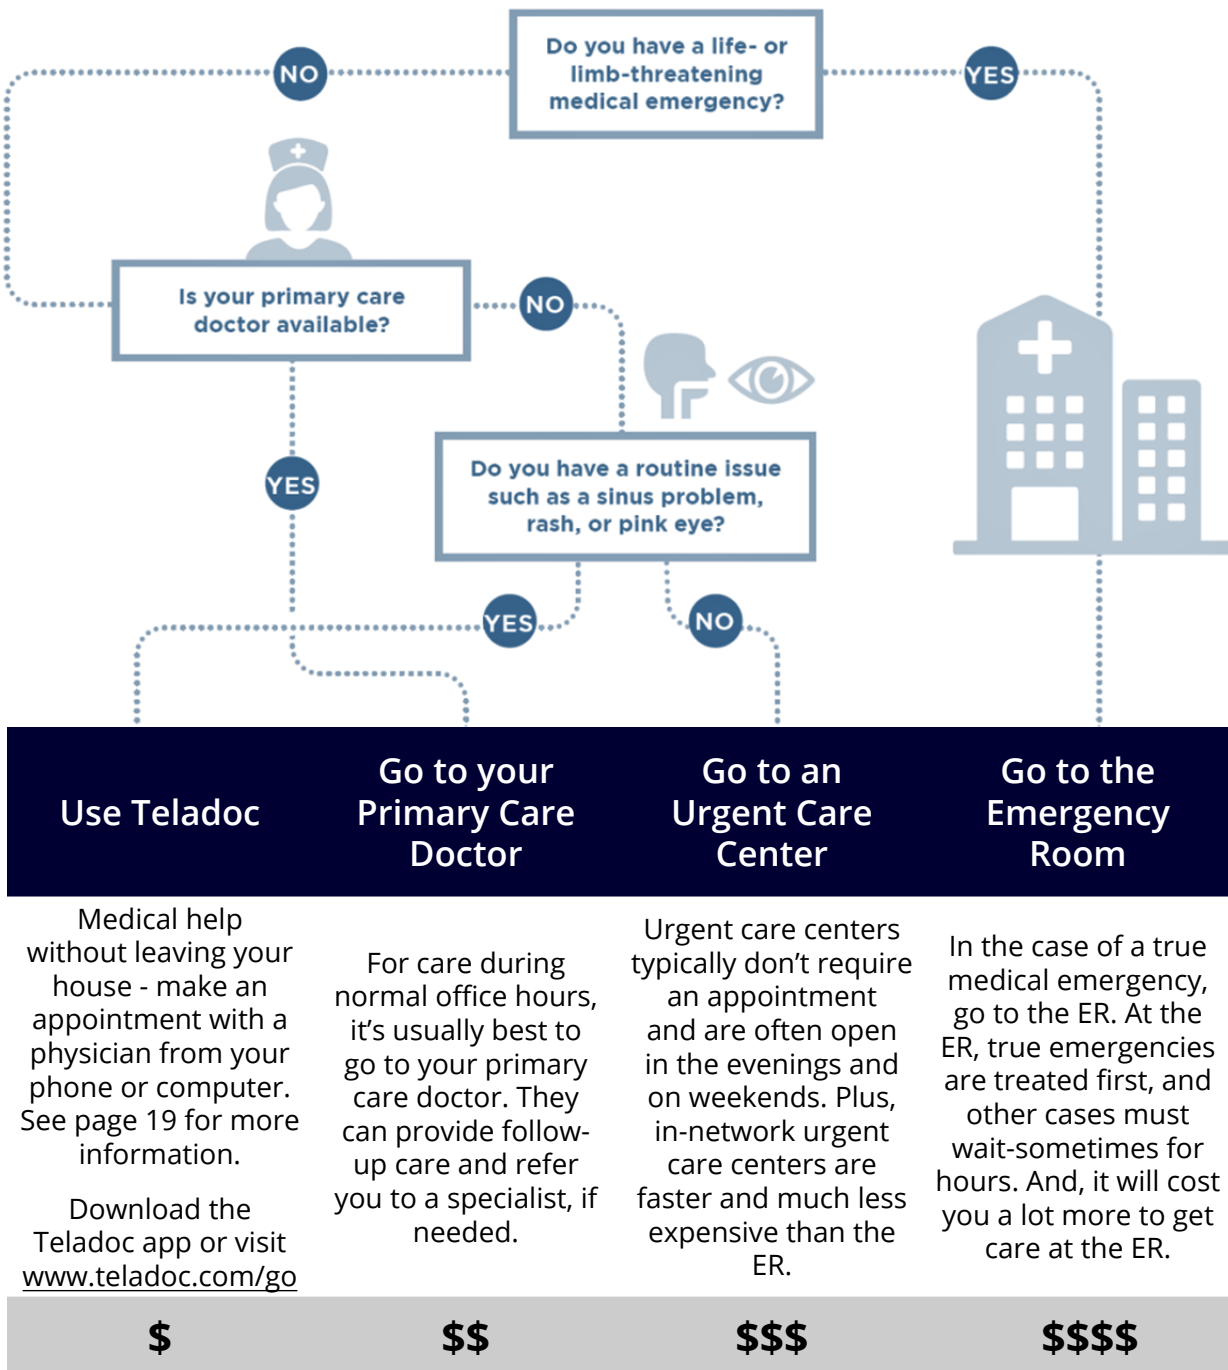 Do you have a life- or
limb-threatening
medical emergency?
NO
YES
Is your primary care
doctor available?
NO
YES
Do you have a routine issue
such as a sinus problem,
rash, or pink eye?
YES
NO
Use Teladoc
Medical help
without leaving your
house - make an
appointment with a
physician from your
phone or computer.
See page 19 for more
information.
Download the
Teladoc app or visit
www.teladoc.com/go
$
Go to your
Primary Care
Doctor
For care during
normal office hours,
it’s usually best to
go to your primary
care doctor. They
can provide follow-
up care and refer
you to a specialist, if
needed.
$$
Go to an
Urgent Care
Center
Urgent care centers
typically don’t require
an appointment
and are often open
in the evenings and
on weekends. Plus,
in-network urgent
care centers are
faster and much less
expensive than the
ER.
$$$
Go to the
Emergency
Room
In the case of a true
medical emergency,
go to the ER. At the
ER, true emergencies
are treated first, and
other cases must
wait-sometimes for
hours. And, it will cost
you a lot more to get
care at the ER.
$$$$